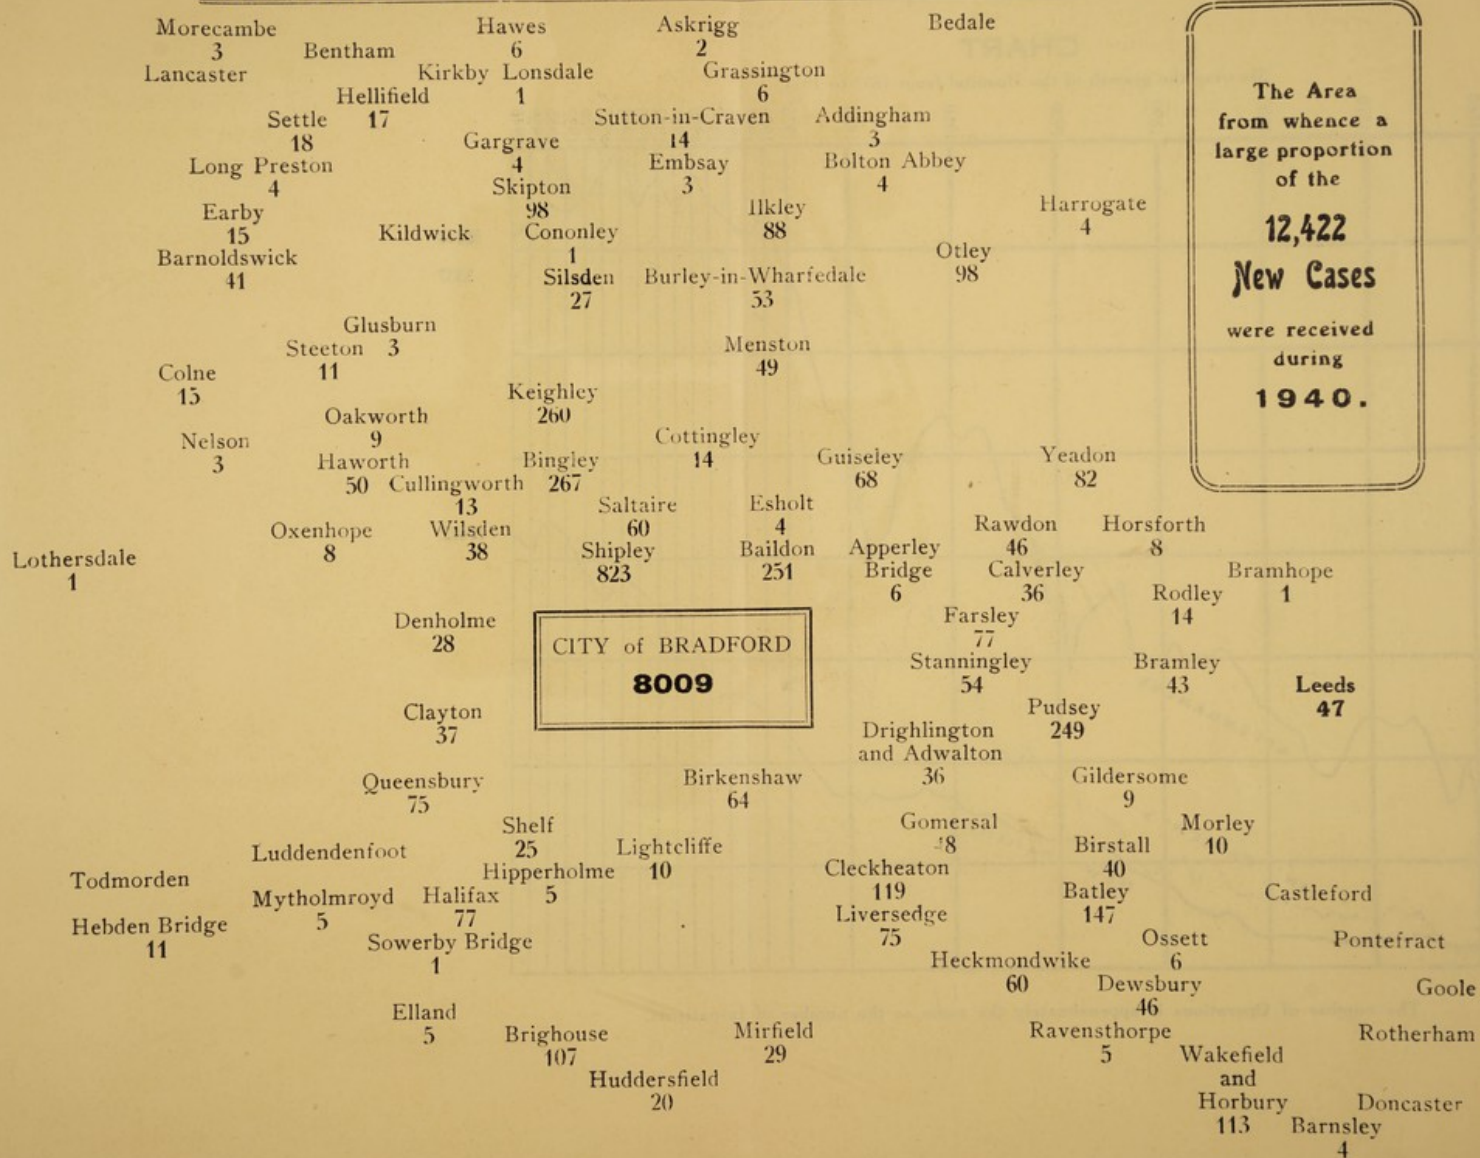 Morecambe
3
Bentham
Lancaster
Hawes
6
Askrigg
2
Bedale
Kirkby Lonsdale
1
Grassington
6
Hellifield
17
Settle
18
Sutton-in-Craven
14
Addingham
3
Gargrave
4
Long Preston
4
Embsay
3
Bolton Abbey
4
Skipton
98
Earby
15
Kildwick
Cononley
1
Ilkley
88
Harrogate
4
Barnoldswick
41
Otley
98
Silsden
27
Burley-in-Wharfedale
53
Glusburn
3
Steeton
11
Menston
49
Colne
15
Keighley
260
Oakworth
9
Nelson
3
Cottingley
14
Haworth
50
Bingley
267
Guiseley
68
Yeadon
82
Cullingworth
13
Saltaire
60
Esholt
4
Oxenhope
8
Wilsden
38
Rawdon
46
Horsforth
8
Lothersdale
1
Shipley
823
Baildon
251
Apperley
Bridge
6
Calverley
36
Bramhope
1
Rodley
14
Denholme
28
Farsley
77
CITY of BRADFORD
8009
Stanningley
54
Bramley
43
Leeds
47
Clayton
37
Pudsey
249
Drighlington
and Adwalton
36
Queensbury
75
Birkenshaw
64
Gildersome
9
Shelf
25
Gomersal
Morley
10
Luddendenfoot
Lightcliffe
10
Birstall
40
Hipperholme
5
Cleckheaton
119
Todmorden
Mytholmroyd
5
Halifax
77
Batley
147
Castleford
Hebden Bridge
11
Liversedge
75
Sowerby Bridge
1
Ossett
6
Pontefract
Heckmondwike
60
Dewsbury
46
Goole
Elland
5
Brighouse
107
Mirfield
29
Ravensthorpe
5
Rotherham
Wakefield
and
Horbury
113
Huddersfield
20
Doncaster
Barnsley
4
The Area
from whence a
large proportion
of the
12,422
New Cases
were received
during
1940.